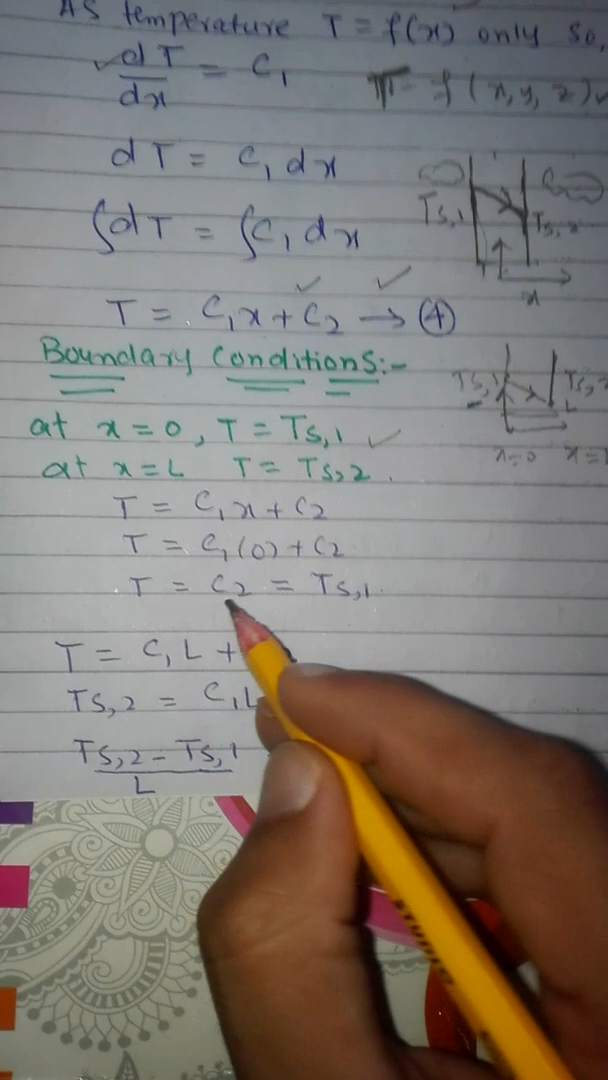 As temperature T = f(x) only so,
dT/dx = C₁
T = f(x, y, z)
dT = C₁ dx
Ts,1 Ts,2
∫dT = ∫C₁ dx
x
T = C₁x + C₂ → ④
Boundary Conditions:-
Ts,1 Ts,2
L
x=0 x=
at x = 0, T = Ts,1
at x = L T = Ts,2.
T = C₁x + C₂
T = C₁(0) + C₂
T = C₂ = Ts,1.
T = C₁L +
Ts,2 = C₁L
Ts,2 - Ts,1
L